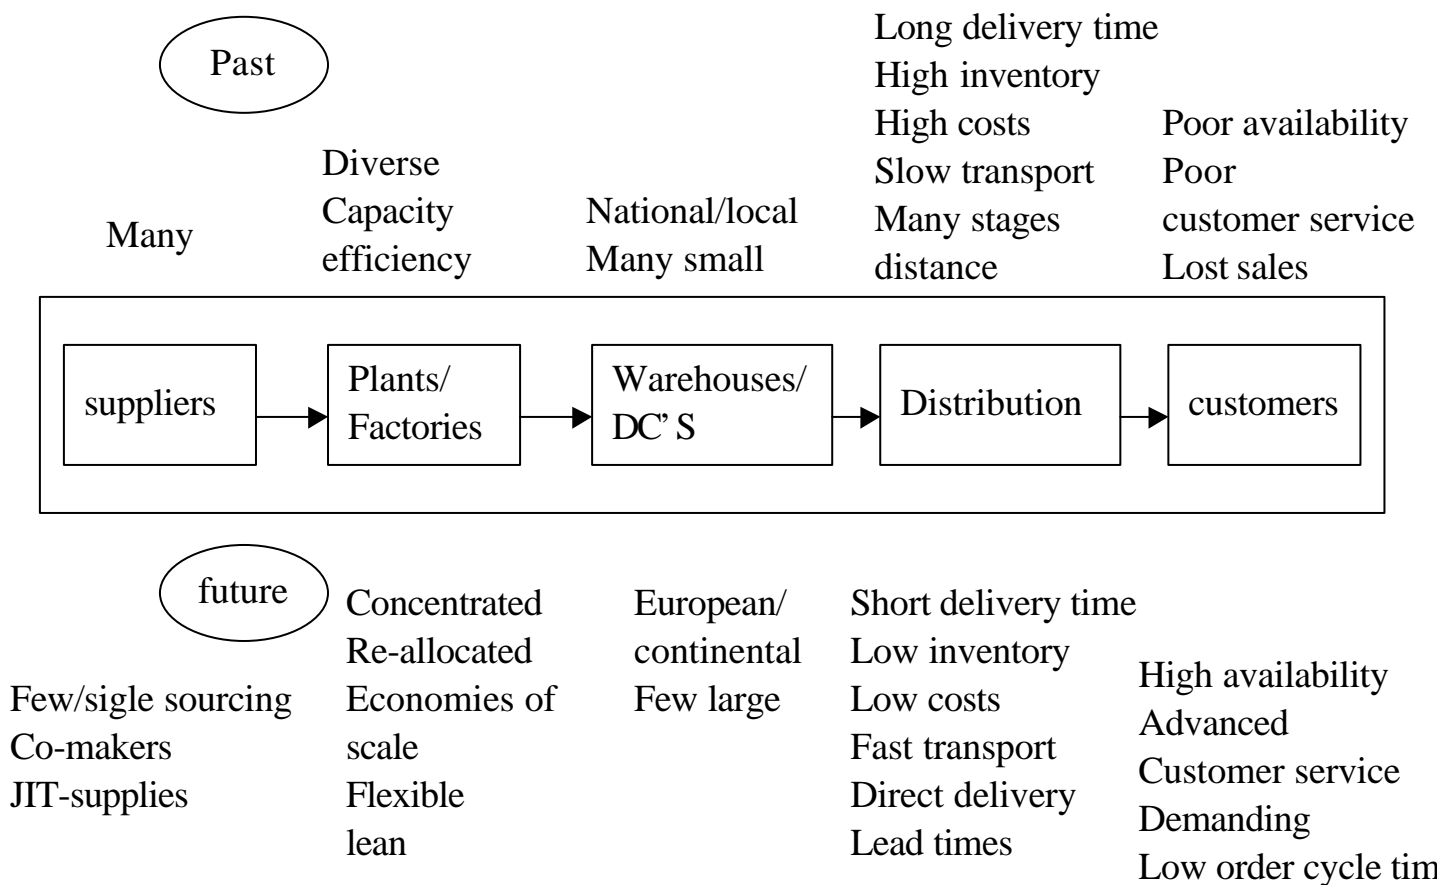 Past
Many
Diverse
Capacity
efficiency
National/local
Many small
Long delivery time
High inventory
High costs
Slow transport
Many stages
distance
Poor availability
Poor
customer service
Lost sales
suppliers
Plants/
Factories
Warehouses/
DC’S
Distribution
customers
future
Few/sigle sourcing
Co-makers
JIT-supplies
Concentrated
Re-allocated
Economies of
scale
Flexible
lean
European/
continental
Few large
Short delivery time
Low inventory
Low costs
Fast transport
Direct delivery
Lead times
High availability
Advanced
Customer service
Demanding
Low order cycle tim